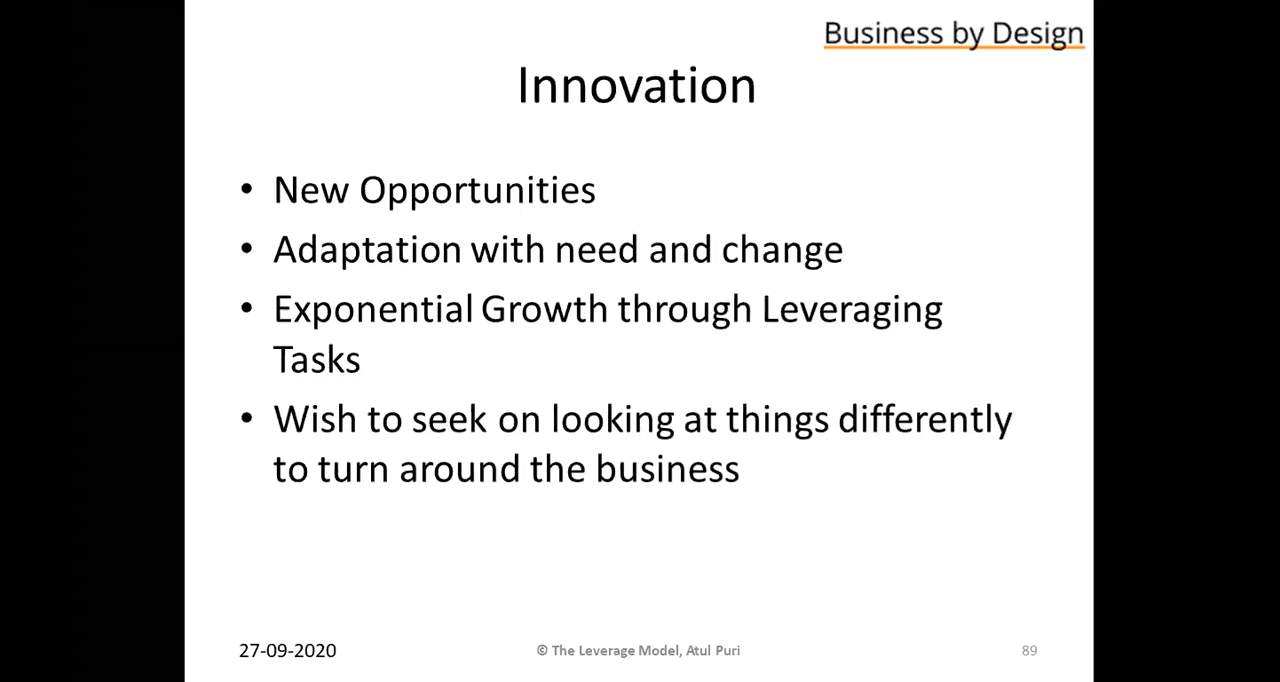 Business by Design
Innovation
• New Opportunities
• Adaptation with need and change
• Exponential Growth through Leveraging
Tasks
• Wish to seek on looking at things differently
to turn around the business
27-09-2020
© The Leverage Model, Atul Puri
89